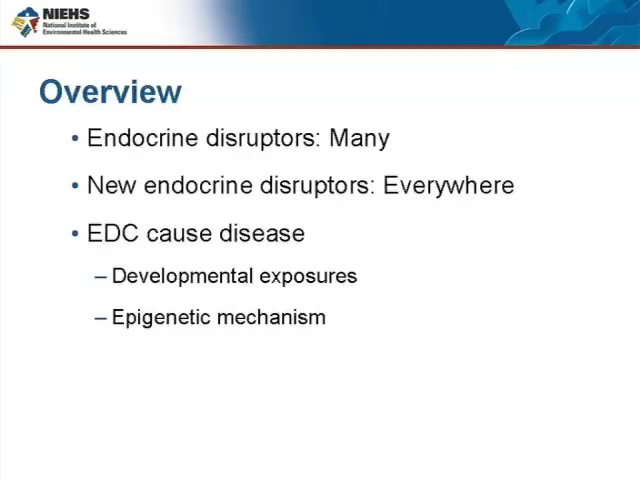 NIEHS
National Institute of
Environmental Health Sciences
Overview
• Endocrine disruptors: Many
• New endocrine disruptors: Everywhere
• EDC cause disease
– Developmental exposures
– Epigenetic mechanism